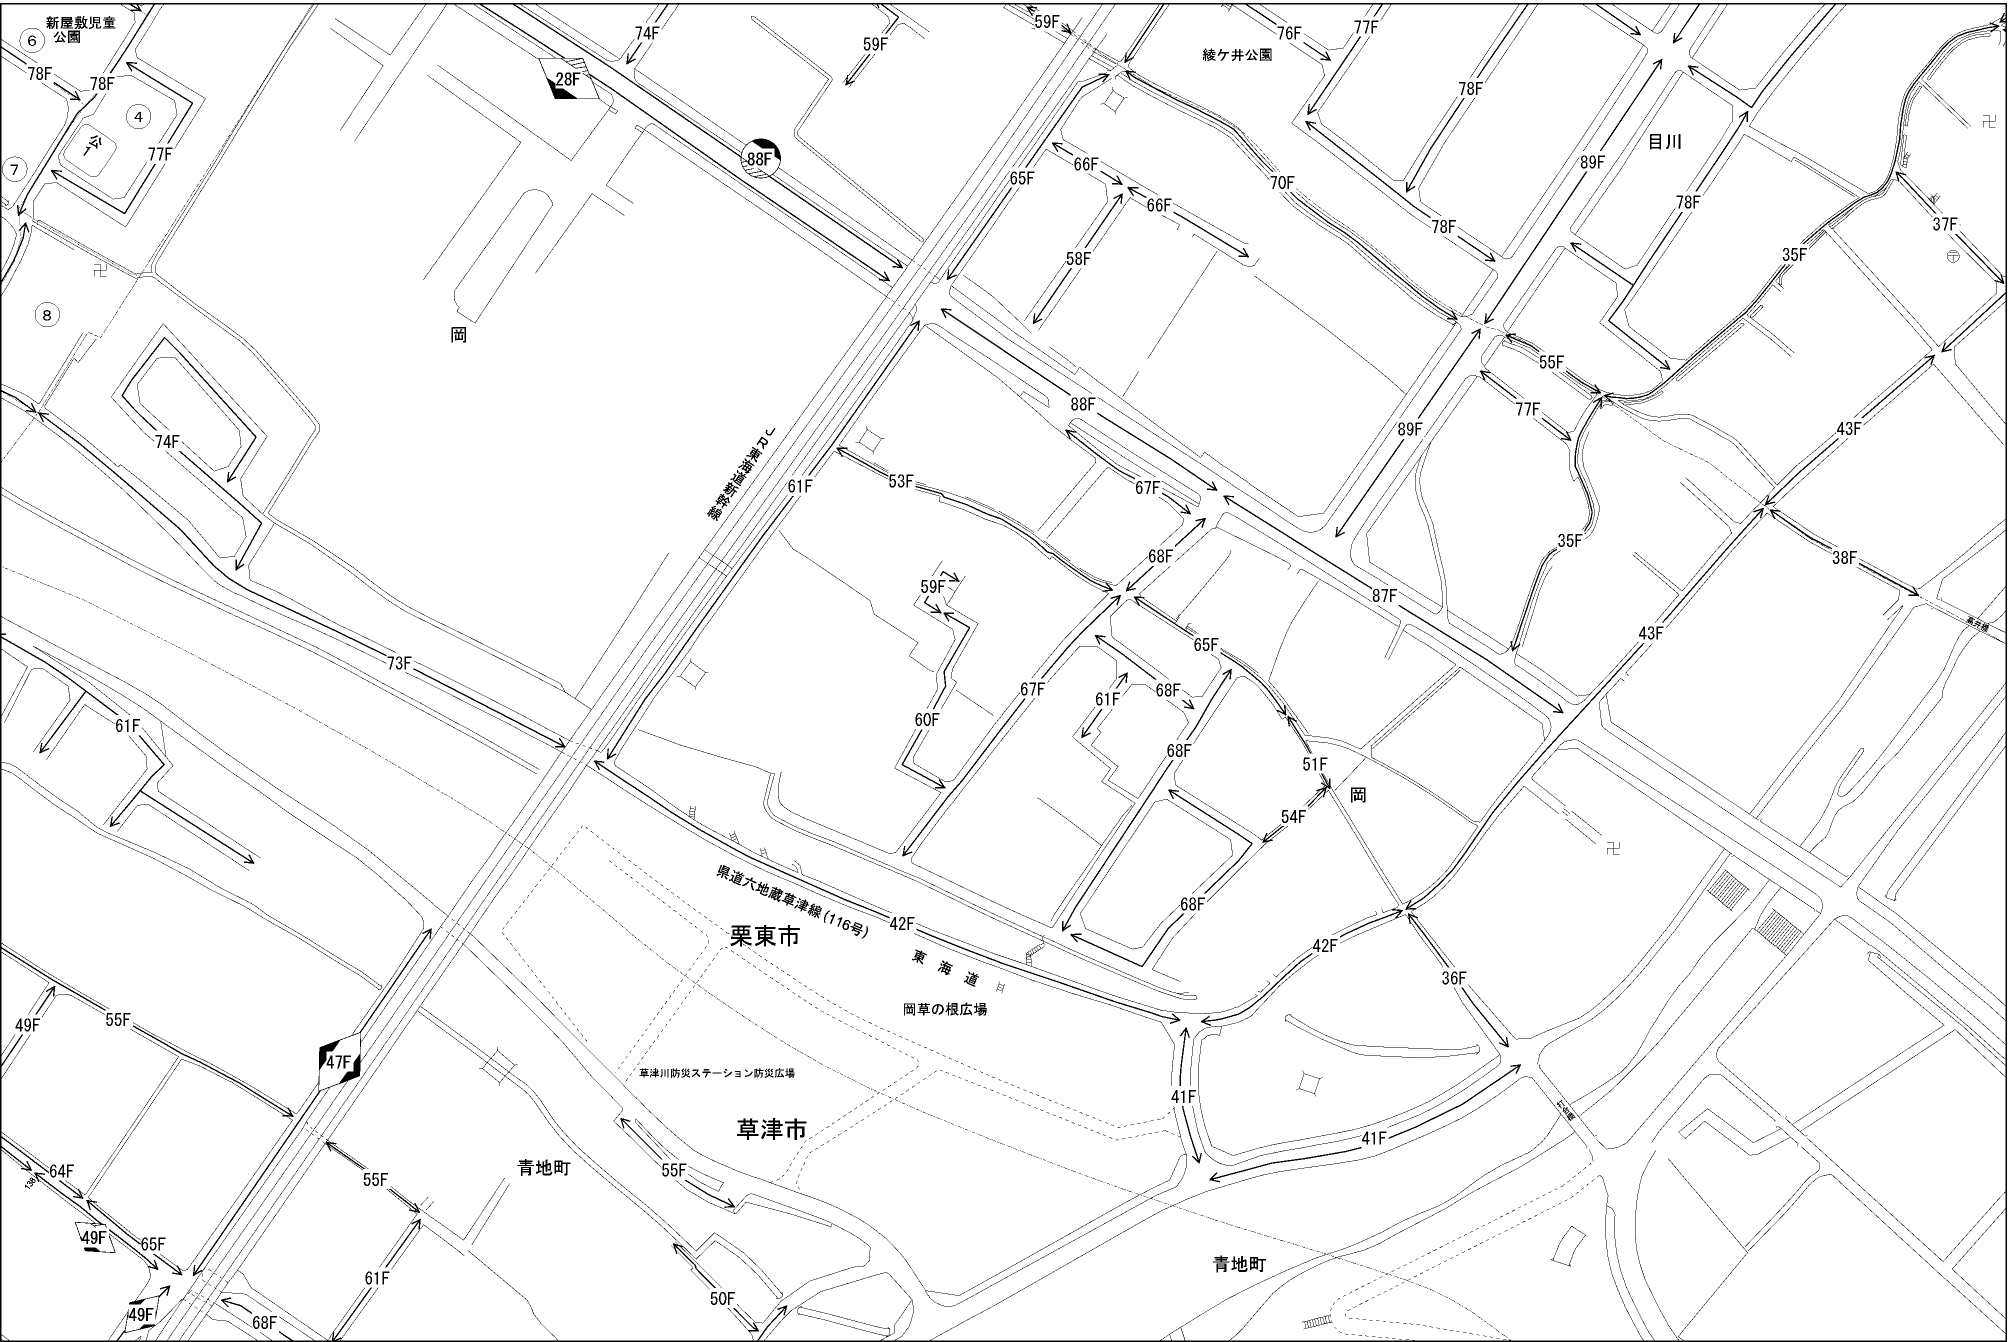 新屋敷児童
公園
6
78F
78F
4
公
1
77F
7
8
74F
59F
28F
88F
59F
76F
77F
綾ケ井公園
78F
目川
89F
78F
37F
35F
65F
66F
66F
70F
78F
58F
岡
74F
JR東海道新幹線
61F
53F
88F
67F
68F
89F
77F
55F
35F
43F
38F
高井橋
87F
43F
59F
60F
67F
65F
68F
61F
68F
51F
54F
岡
68F
73F
61F
県道六地蔵草津線(116号)
42F
東海道
42F
36F
栗東市
岡草の根広場
草津川防災ステーション防災広場
草津市
41F
41F
49F
55F
47F
青地町
55F
55F
64F
138
49F
65F
49F
68F
61F
50F
青地町